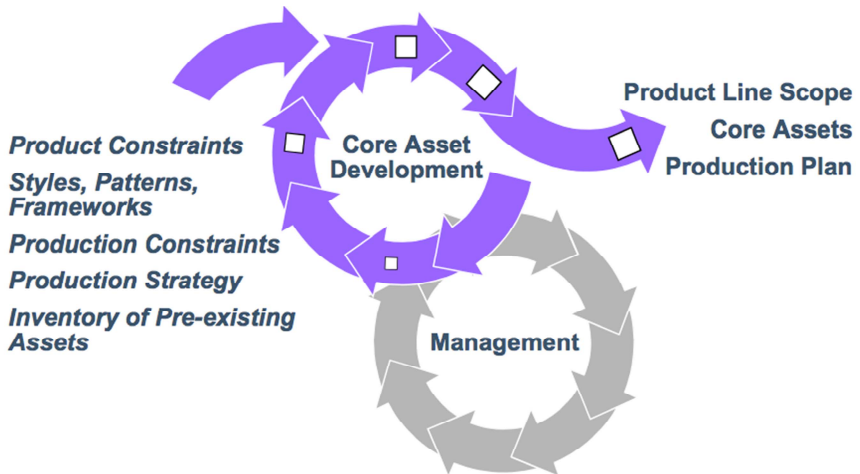 Product Constraints
Styles, Patterns,
Frameworks
Production Constraints
Production Strategy
Inventory of Pre-existing
Assets
Core Asset
Development
Product Line Scope
Core Assets
Production Plan
Management